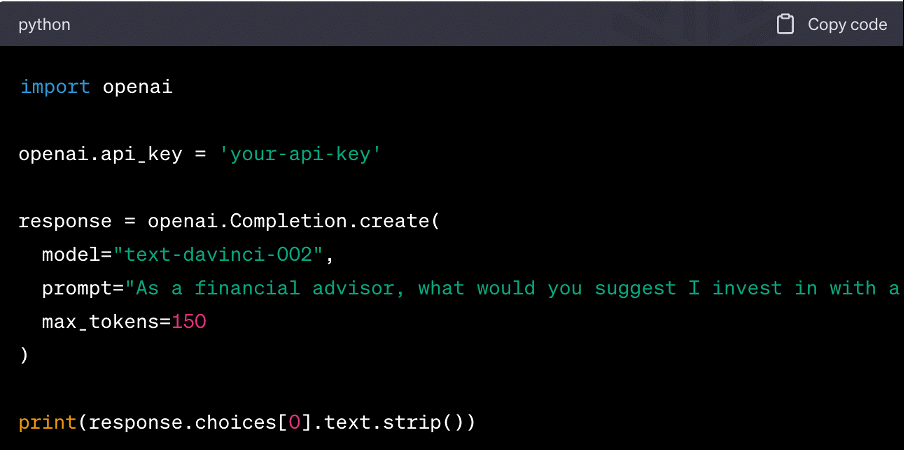 python
Copy code
import openai
openai.api_key = 'your-api-key'
response = openai.Completion.create(
model="text-davinci-002",
prompt="As a financial advisor, what would you suggest I invest in with a
max_tokens=150
)
print(response.choices[0].text.strip())